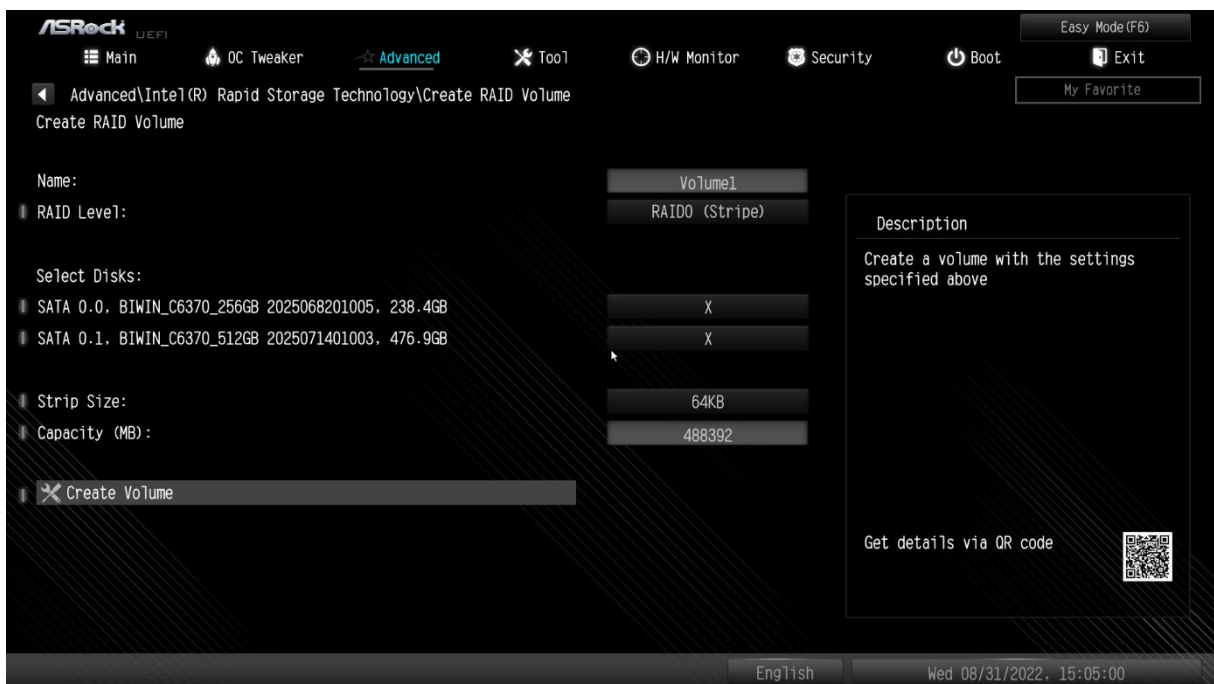 ASRock UEFI
Easy Mode(F6)
Main OC Tweaker Advanced Tool H/W Monitor Security Boot Exit
Advanced\Intel(R) Rapid Storage Technology\Create RAID Volume
My Favorite
Create RAID Volume
Name: Volume1
RAID Level: RAID0 (Stripe)
Description
Create a volume with the settings
specified above
Select Disks:
SATA 0.0, BIWIN_C6370_256GB 2025068201005, 238.4GB X
SATA 0.1, BIWIN_C6370_512GB 2025071401003, 476.9GB X
Strip Size: 64KB
Capacity (MB): 488392
Create Volume
Get details via QR code
English Wed 08/31/2022, 15:05:00